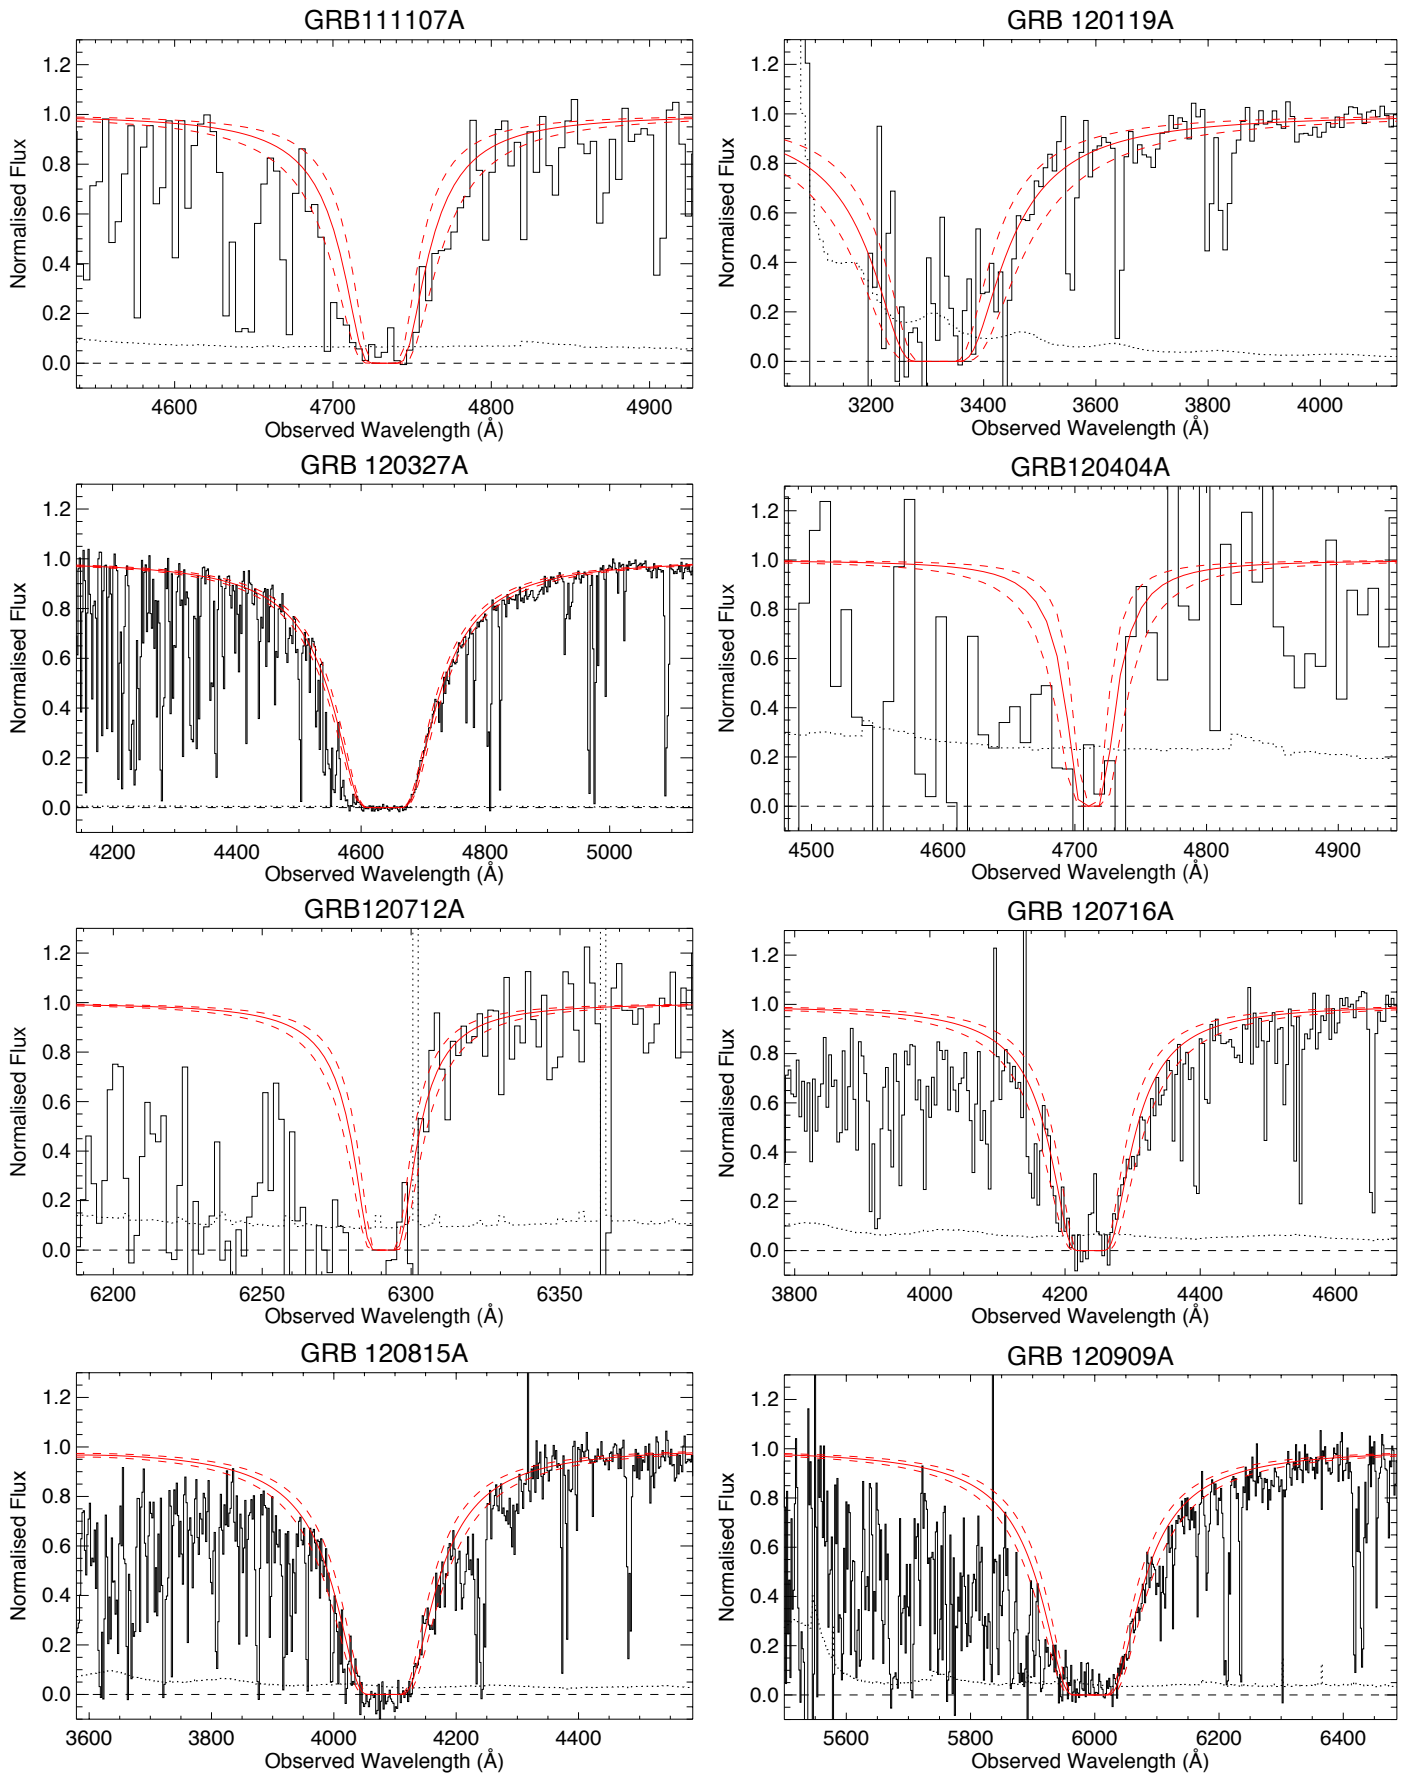 GRB111107A
Normalised Flux
1.2
1.0
0.8
0.6
0.4
0.2
0.0
4600 4700 4800 4900
Observed Wavelength (Å)
GRB 120119A
Normalised Flux
1.2
1.0
0.8
0.6
0.4
0.2
0.0
3200 3400 3600 3800 4000
Observed Wavelength (Å)
GRB 120327A
Normalised Flux
1.2
1.0
0.8
0.6
0.4
0.2
0.0
4200 4400 4600 4800 5000
Observed Wavelength (Å)
GRB120404A
Normalised Flux
1.2
1.0
0.8
0.6
0.4
0.2
0.0
4500 4600 4700 4800 4900
Observed Wavelength (Å)
GRB120712A
Normalised Flux
1.2
1.0
0.8
0.6
0.4
0.2
0.0
6200 6250 6300 6350
Observed Wavelength (Å)
GRB 120716A
Normalised Flux
1.2
1.0
0.8
0.6
0.4
0.2
0.0
3800 4000 4200 4400 4600
Observed Wavelength (Å)
GRB 120815A
Normalised Flux
1.2
1.0
0.8
0.6
0.4
0.2
0.0
3600 3800 4000 4200 4400
Observed Wavelength (Å)
GRB 120909A
Normalised Flux
1.2
1.0
0.8
0.6
0.4
0.2
0.0
5600 5800 6000 6200 6400
Observed Wavelength (Å)